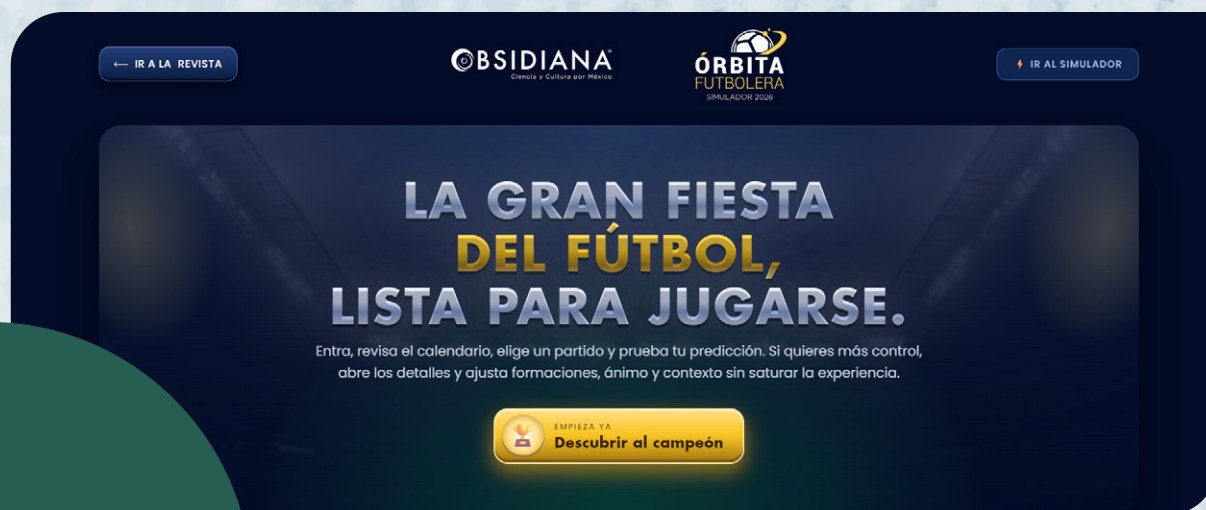 ← IR A LA REVISTA
OBSIDIANA
Ciencia y Cultura por México
ÓRBITA
FUTBOLERA
SIMULADOR 2026
IR AL SIMULADOR
LA GRAN FIESTA
DEL FÚTBOL,
LISTA PARA JUGARSE.
Entra, revisa el calendario, elige un partido y prueba tu predicción. Si quieres más control,
abre los detalles y ajusta formaciones, ánimo y contexto sin saturar la experiencia.
EMPIEZA YA
Descubrir al campeón